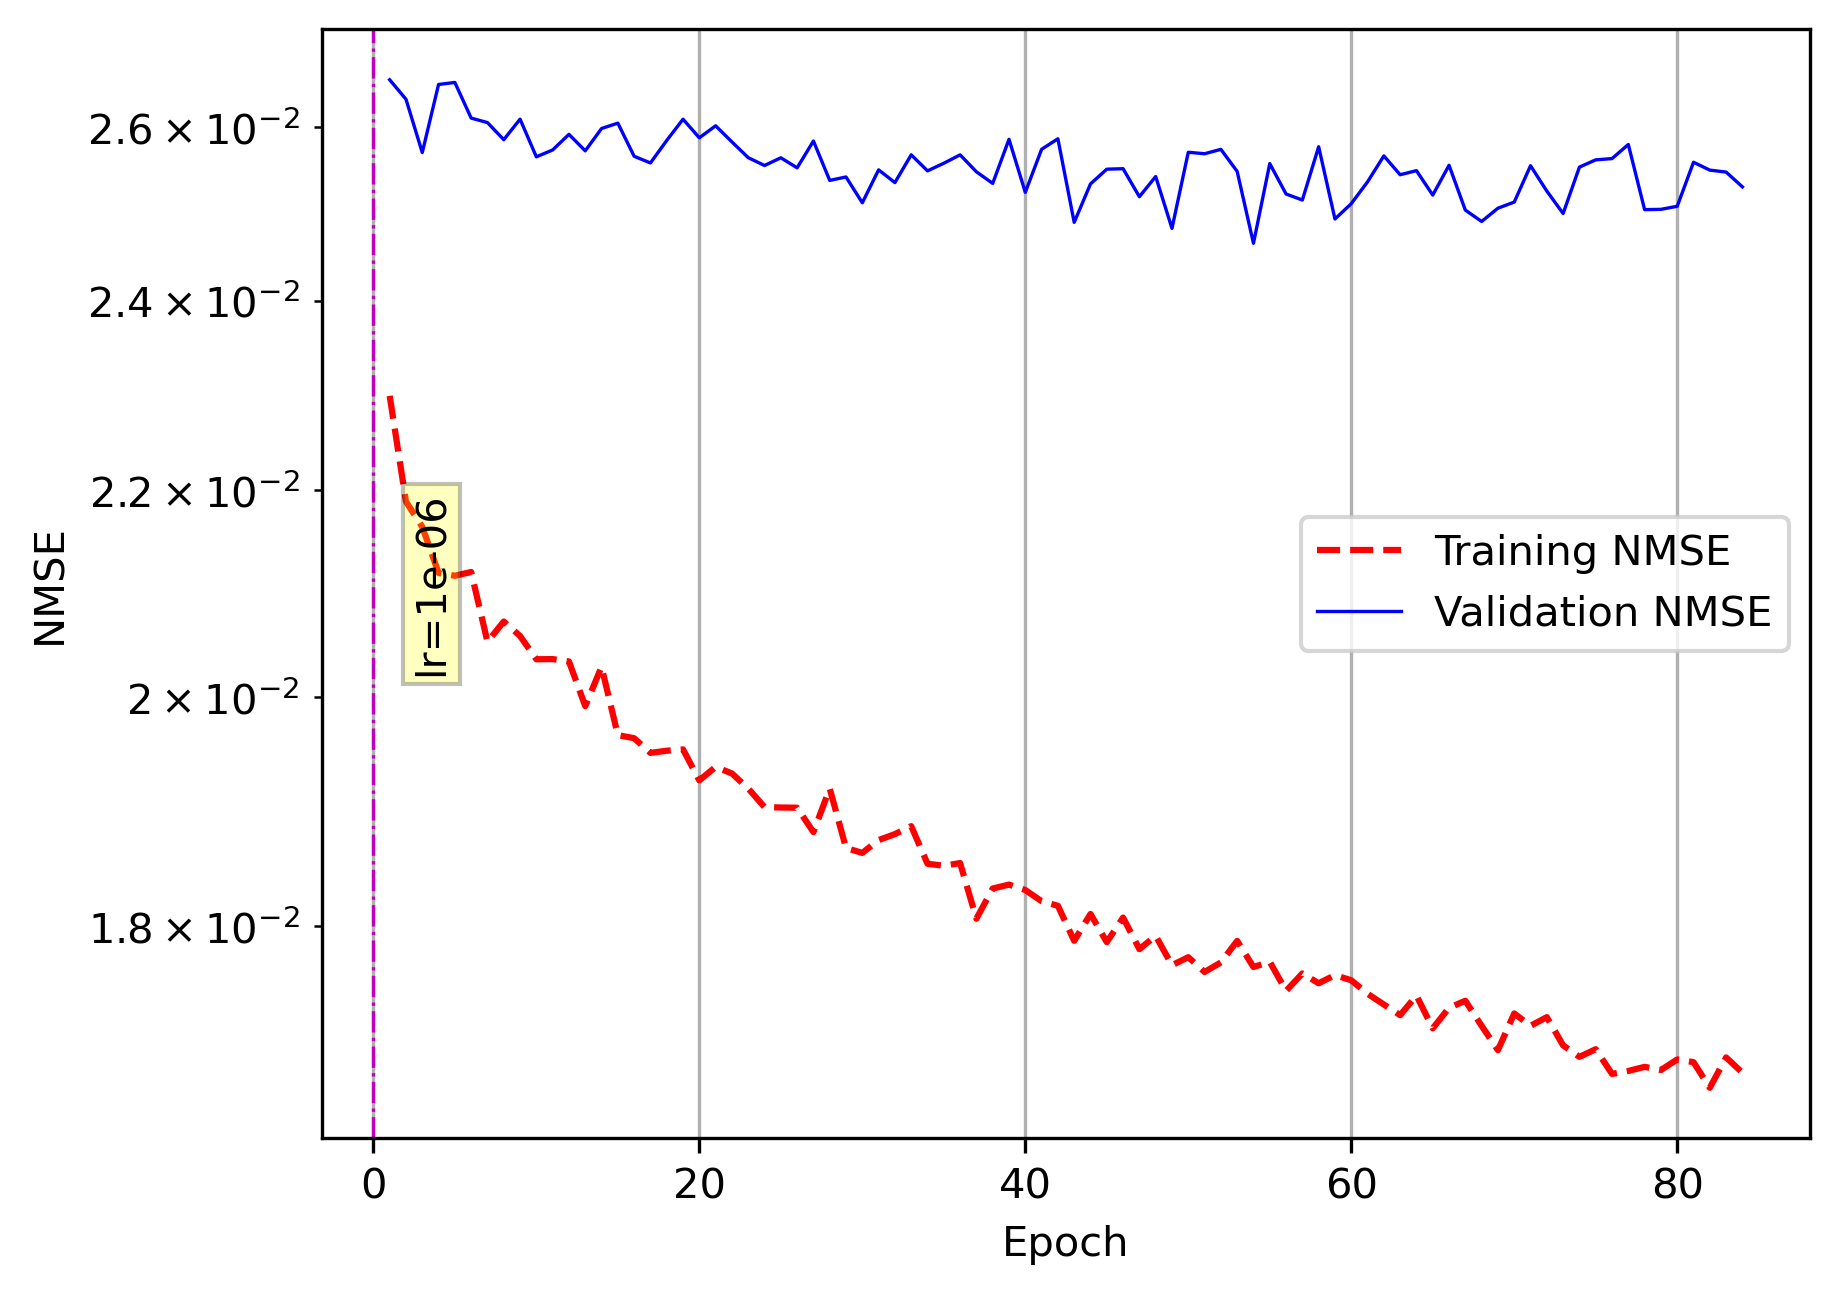 2.6 × 10⁻²
2.4 × 10⁻²
2.2 × 10⁻²
2 × 10⁻²
1.8 × 10⁻²
NMSE
lr=1e-06
Training NMSE
Validation NMSE
0 20 40 60 80
Epoch